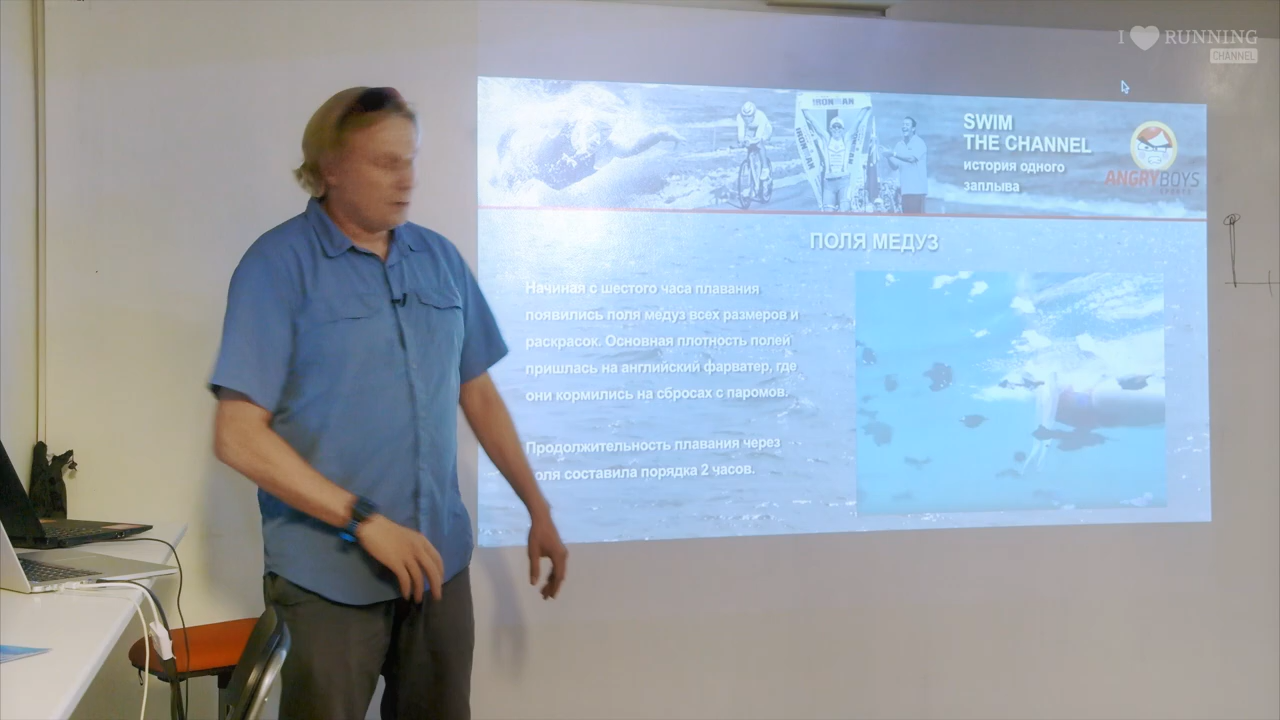 I ❤ RUNNING
CHANNEL
IRONMAN
SWIM
THE CHANNEL
история одного
заплыва
ANGRYBOYS
SPORTS
ПОЛЯ МЕДУЗ
Начиная с шестого часа плавания
появились поля медуз всех размеров и
раскрасок. Основная плотность полей
пришлась на английский фарватер, где
они кормились на сбросах с паромов.
Продолжительность плавания через
поля составила порядка 2 часов.